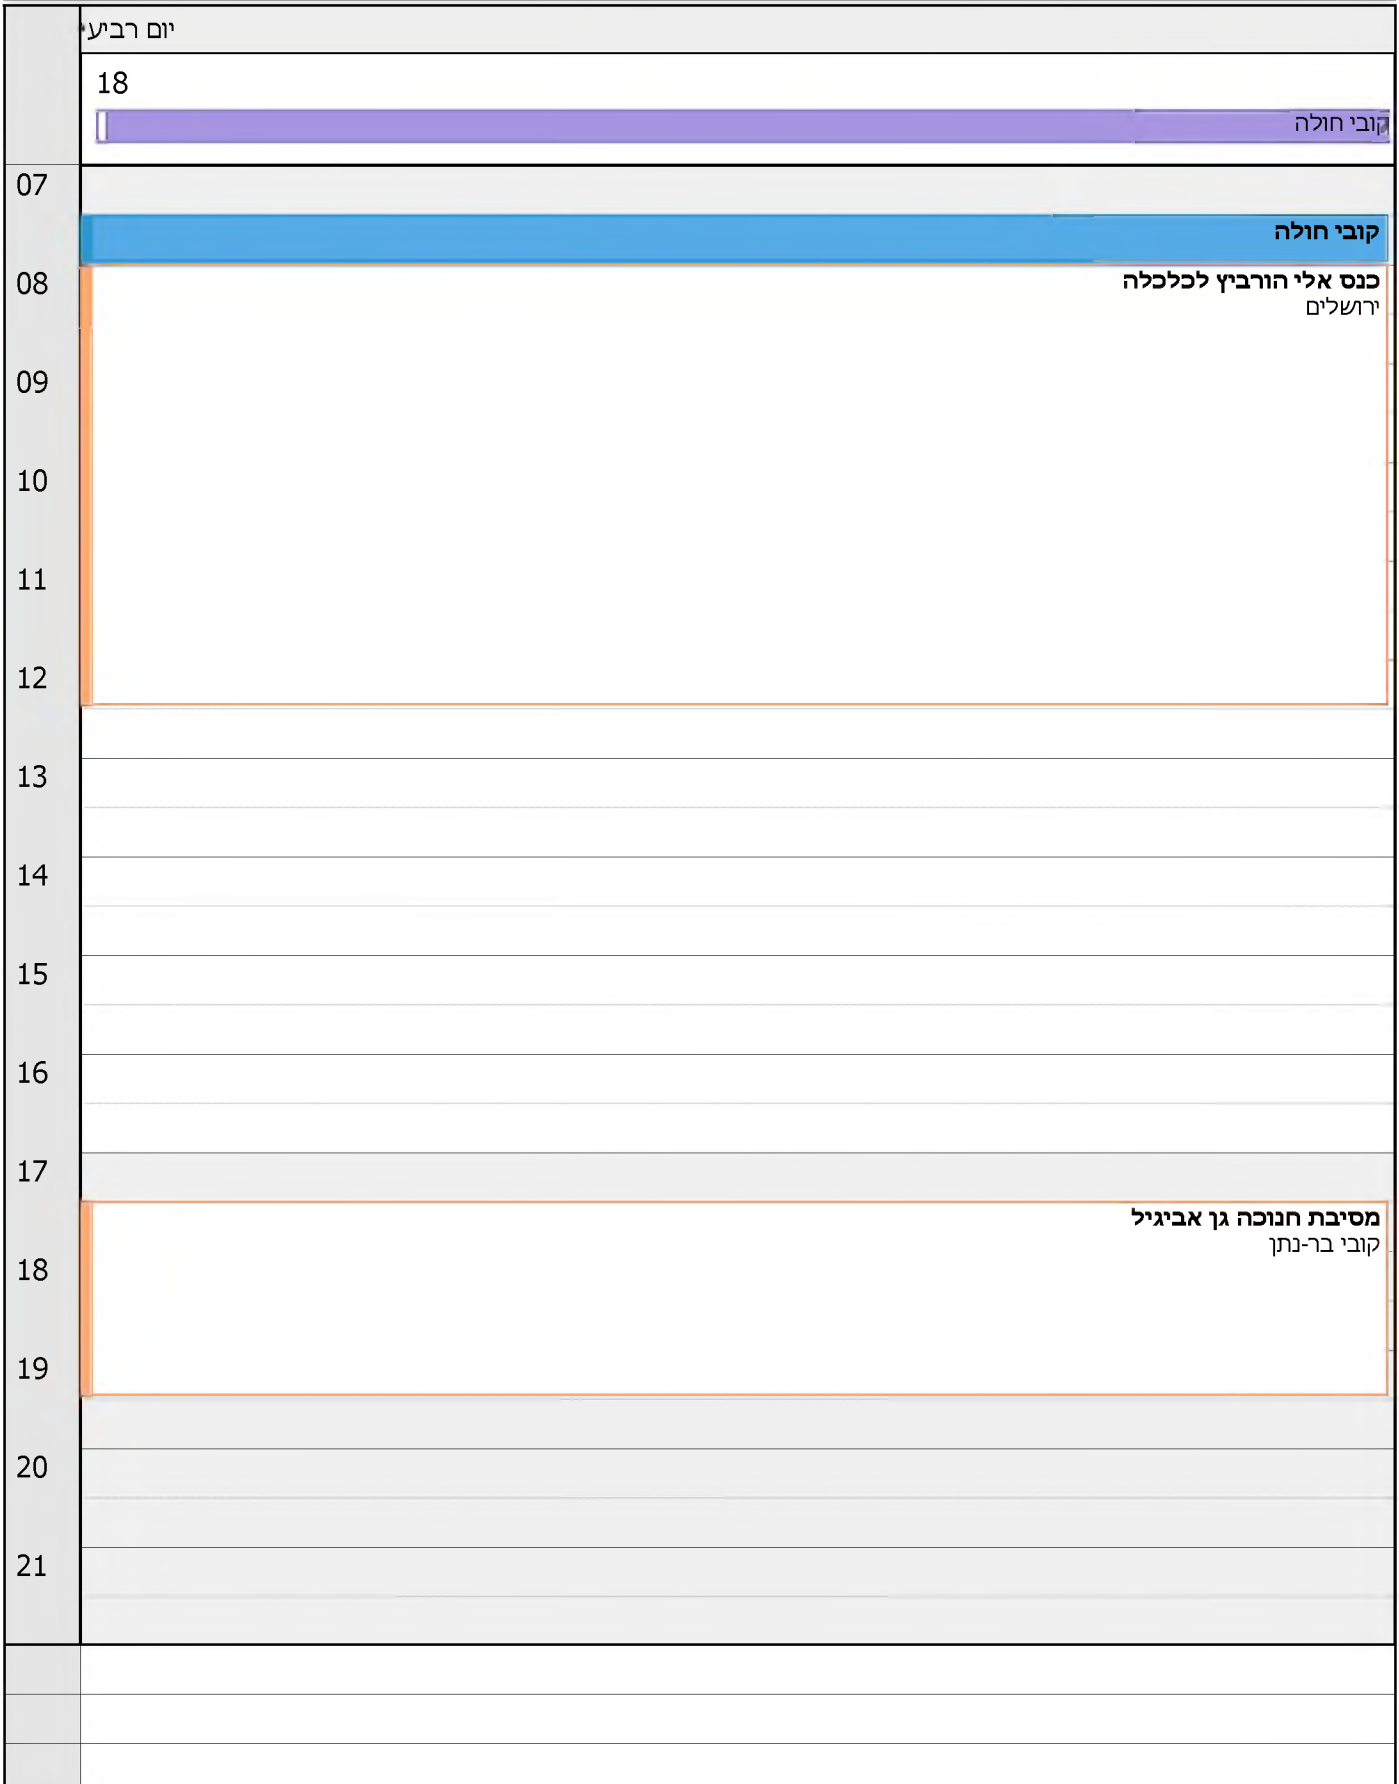 יום רביעי
18
קובי חולה
07
קובי חולה
08
כנס אלי הורביץ לכלכלה
ירושלים
09
10
11
12
13
14
15
16
17
מסיבת חנוכה גן אביגיל
קובי בר-נתן
18
19
20
21